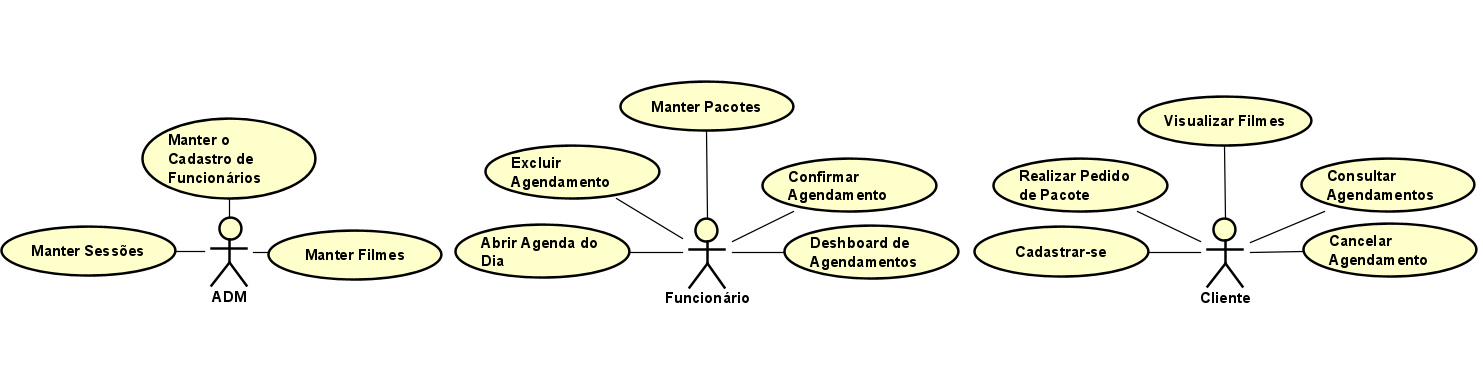 Manter o
Cadastro de
Funcionários
Manter Sessões
Manter Filmes
ADM
Manter Pacotes
Excluir
Agendamento
Confirmar
Agendamento
Abrir Agenda do
Dia
Deshboard de
Agendamentos
Funcionário
Visualizar Filmes
Realizar Pedido
de Pacote
Consultar
Agendamentos
Cadastrar-se
Cancelar
Agendamento
Cliente